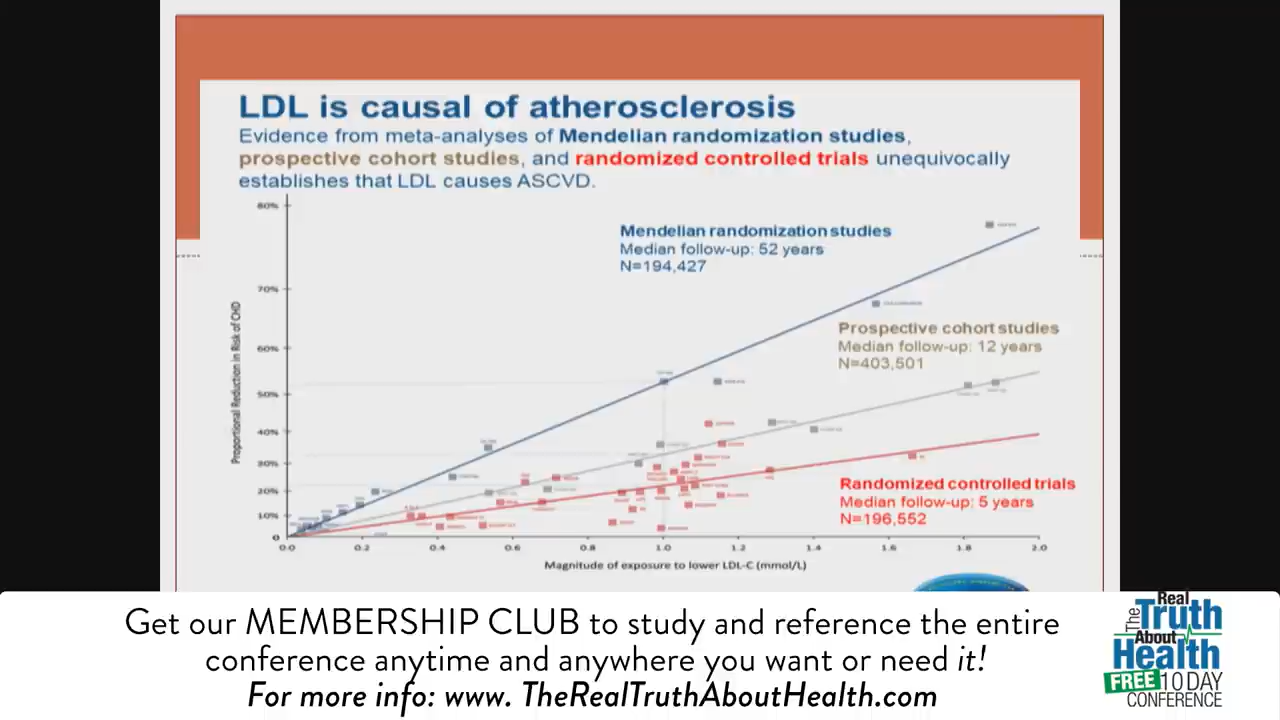 LDL is causal of atherosclerosis
Evidence from meta-analyses of Mendelian randomization studies,
prospective cohort studies, and randomized controlled trials unequivocally
establishes that LDL causes ASCVD.
80%
70%
60%
50%
40%
30%
20%
10%
0
Proportional Reduction in Risk of CHD
Mendelian randomization studies
Median follow-up: 52 years
N=194,427
Prospective cohort studies
Median follow-up: 12 years
N=403,501
Randomized controlled trials
Median follow-up: 5 years
N=196,552
0.0 0.2 0.4 0.6 0.8 1.0 1.2 1.4 1.6 1.8 2.0
Magnitude of exposure to lower LDL-C (mmol/L)
Get our MEMBERSHIP CLUB to study and reference the entire
conference anytime and anywhere you want or need it!
For more info: www. TheRealTruthAboutHealth.com
The Real
Truth
About
Health
FREE 10 DAY
CONFERENCE